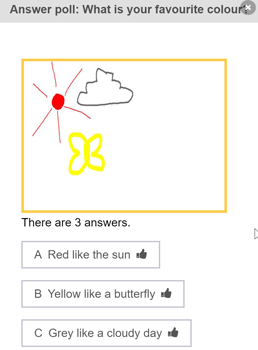 Answer poll: What is your favourite colour?
There are 3 answers.
A Red like the sun
B Yellow like a butterfly
C Grey like a cloudy day